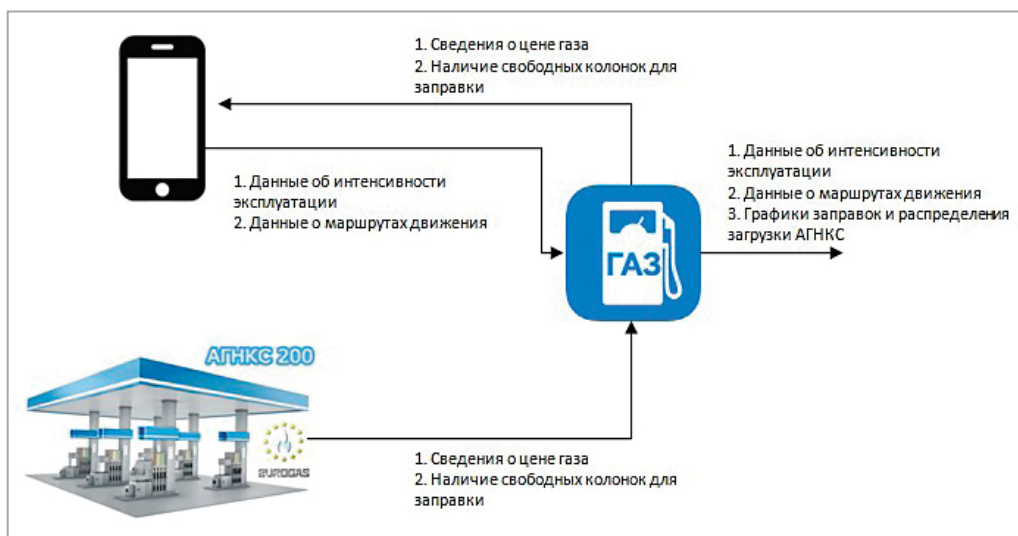 1. Сведения о цене газа
2. Наличие свободных колонок для
заправки
1. Данные об интенсивности
эксплуатации
2. Данные о маршрутах движения
1. Данные об интенсивности
эксплуатации
2. Данные о маршрутах движения
3. Графики заправок и распределения
загрузки АГНКС
ГАЗ
АГНКС 200
EUROGAS
1. Сведения о цене газа
2. Наличие свободных колонок для
заправки